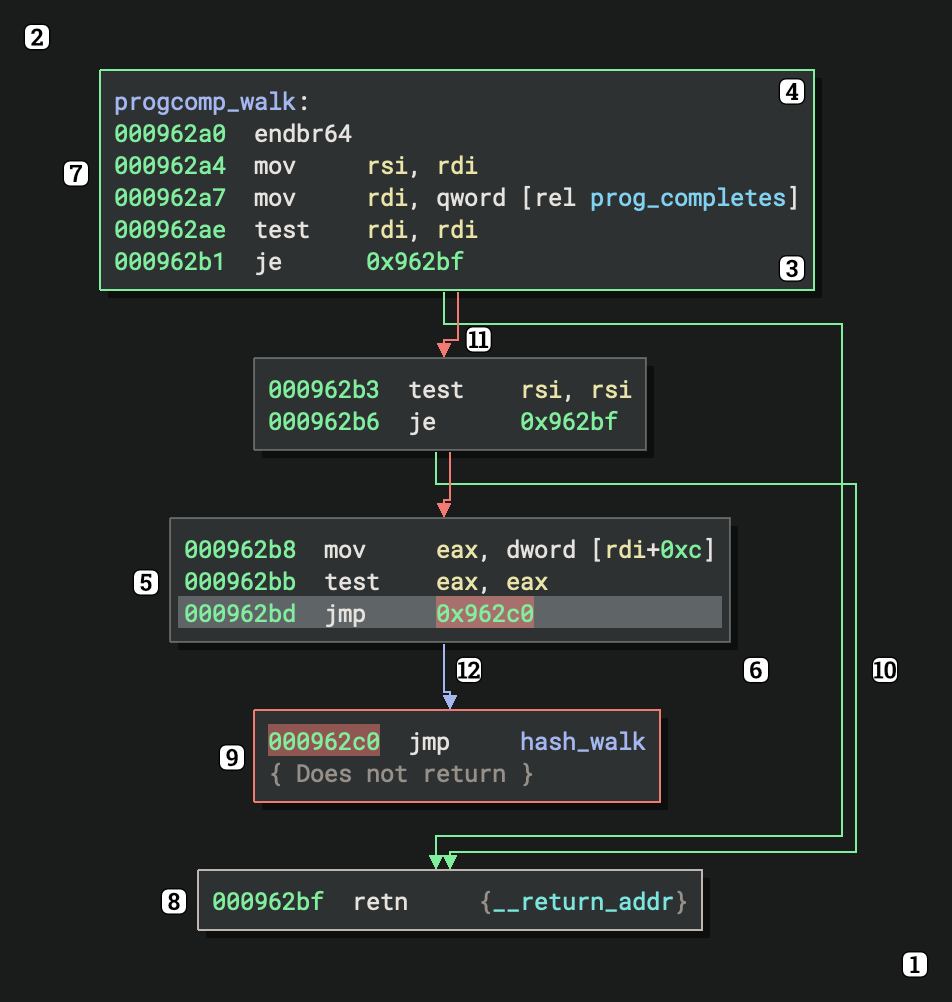 2
progcomp_walk:
4
000962a0 endbr64
000962a4 mov rsi, rdi
7
000962a7 mov rdi, qword [rel prog_completes]
000962ae test rdi, rdi
000962b1 je 0x962bf
3
11
000962b3 test rsi, rsi
000962b6 je 0x962bf
000962b8 mov eax, dword [rdi+0xc]
5
000962bb test eax, eax
000962bd jmp 0x962c0
12
6
10
000962c0 jmp hash_walk
9
{ Does not return }
8
000962bf retn {__return_addr}
1